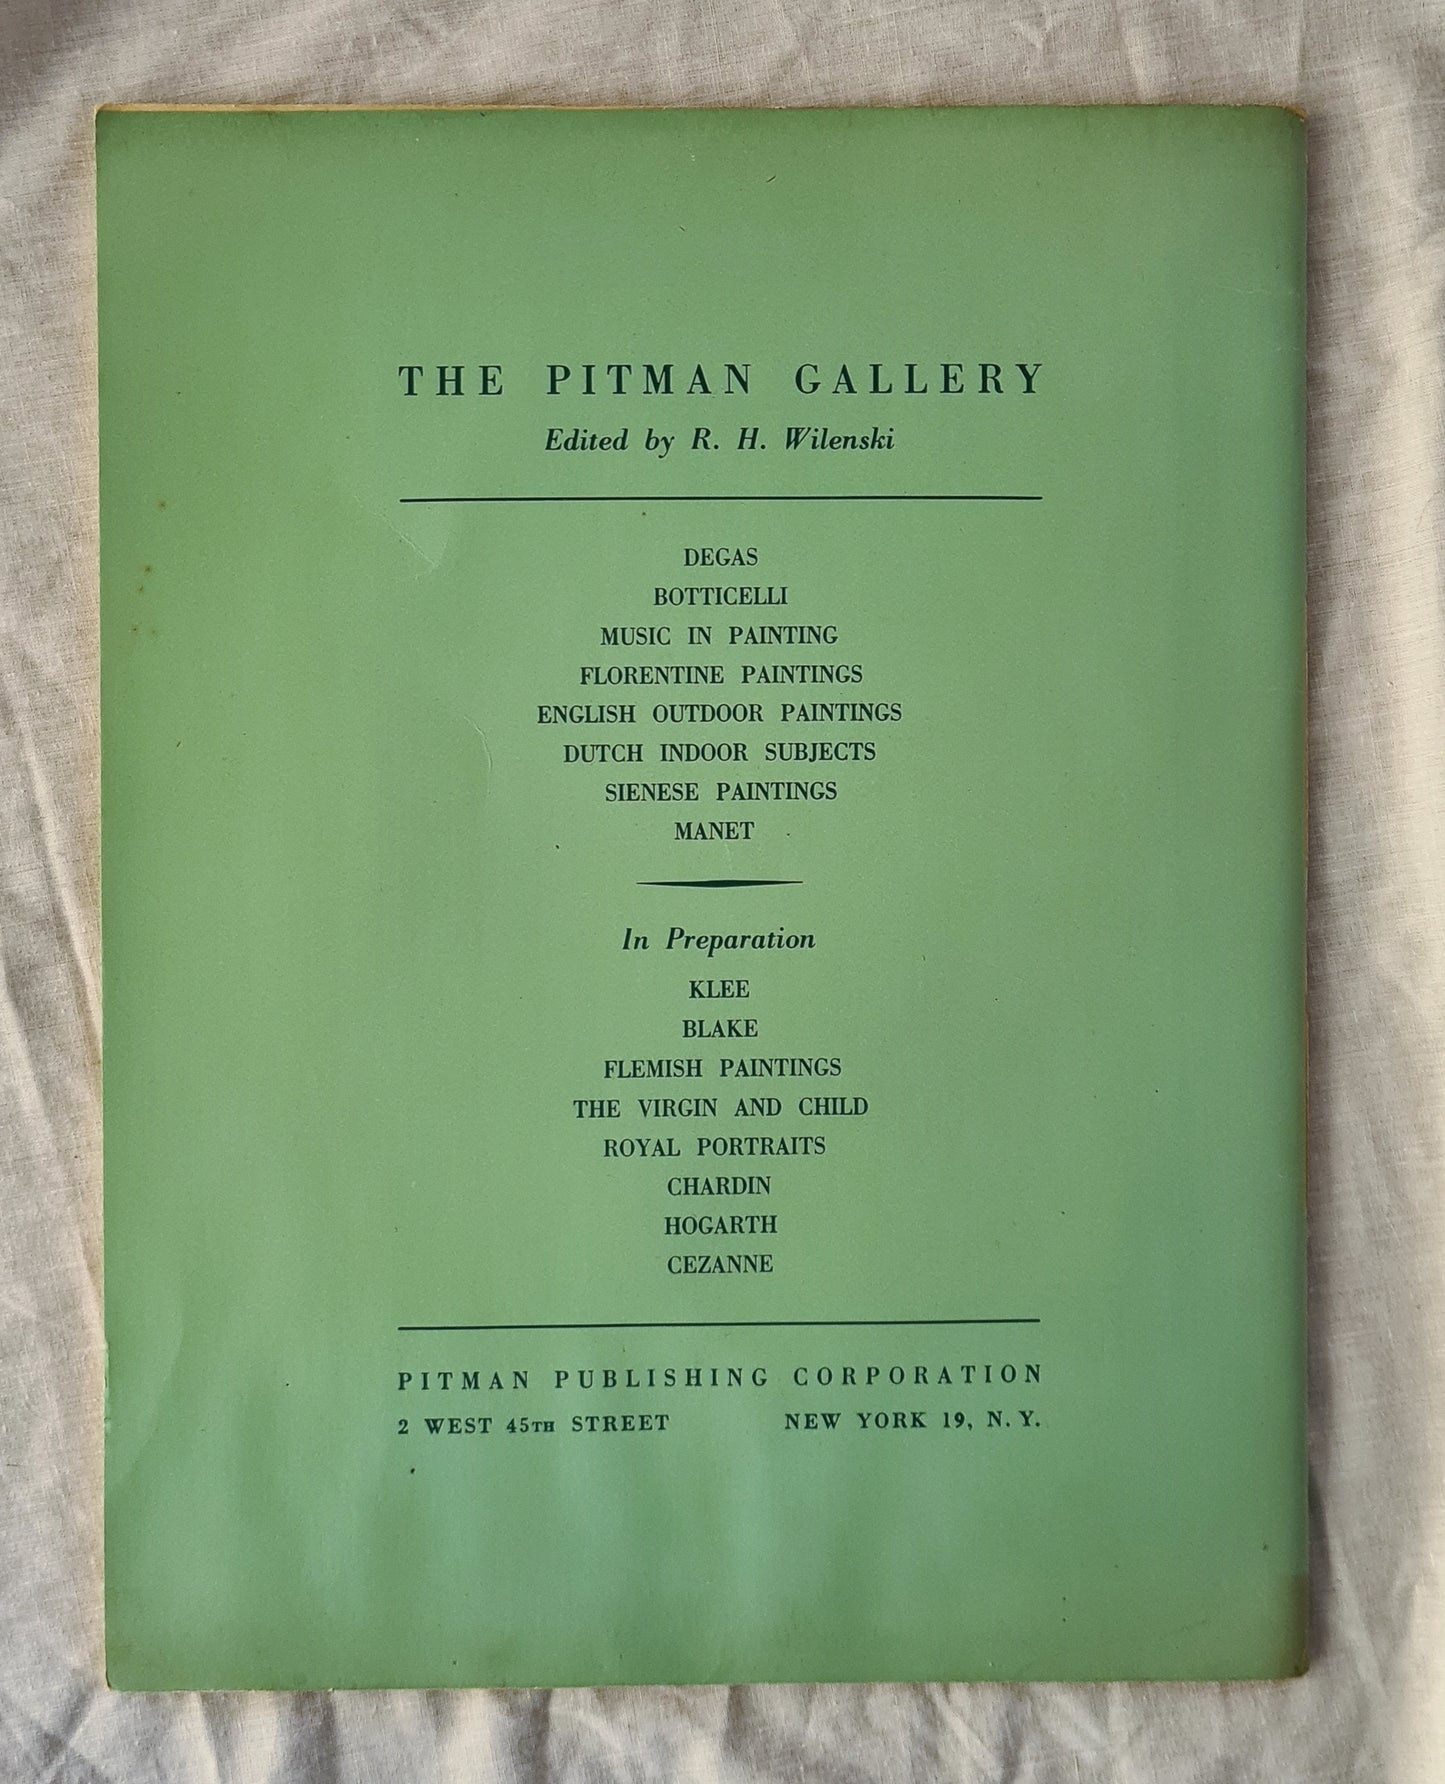 THE PITMAN GALLERY
Edited by R. H. Wilenski
DEGAS
BOTTICELLI
MUSIC IN PAINTING
FLORENTINE PAINTINGS
ENGLISH OUTDOOR PAINTINGS
DUTCH INDOOR SUBJECTS
SIENESE PAINTINGS
MANET
In Preparation
KLEE
BLAKE
FLEMISH PAINTINGS
THE VIRGIN AND CHILD
ROYAL PORTRAITS
CHARDIN
HOGARTH
CEZANNE
PITMAN PUBLISHING CORPORATION
2 WEST 45TH STREET NEW YORK 19, N. Y.